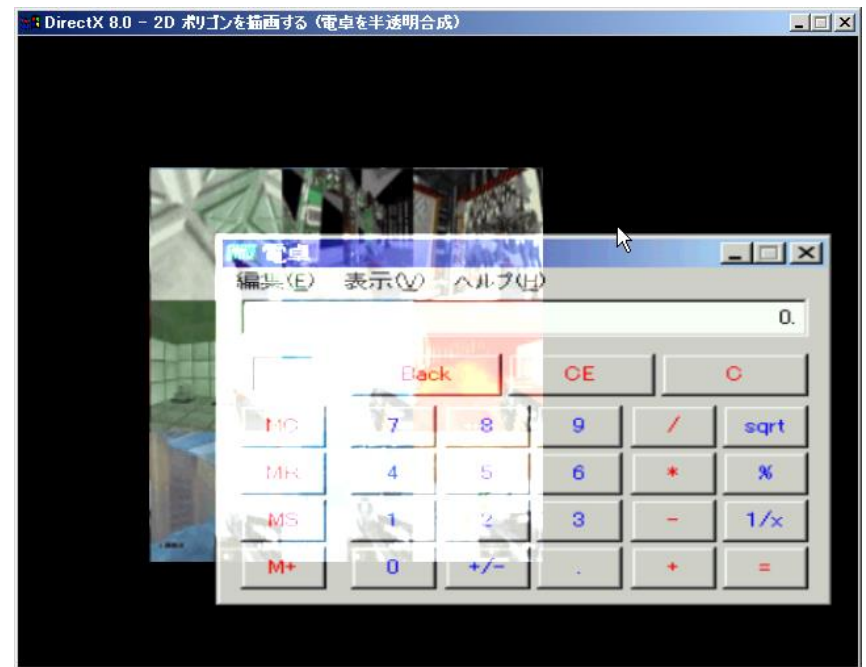 DirectX 8.0 - 2D ポリゴンを描画する (電卓を半透明合成)
電卓
編集(E) 表示(V) ヘルプ(H)
0.
Back CE C
MC 7 8 9 / sqrt
MR 4 5 6 * %
MS 1 2 3 - 1/x
M+ 0 +/- . + =